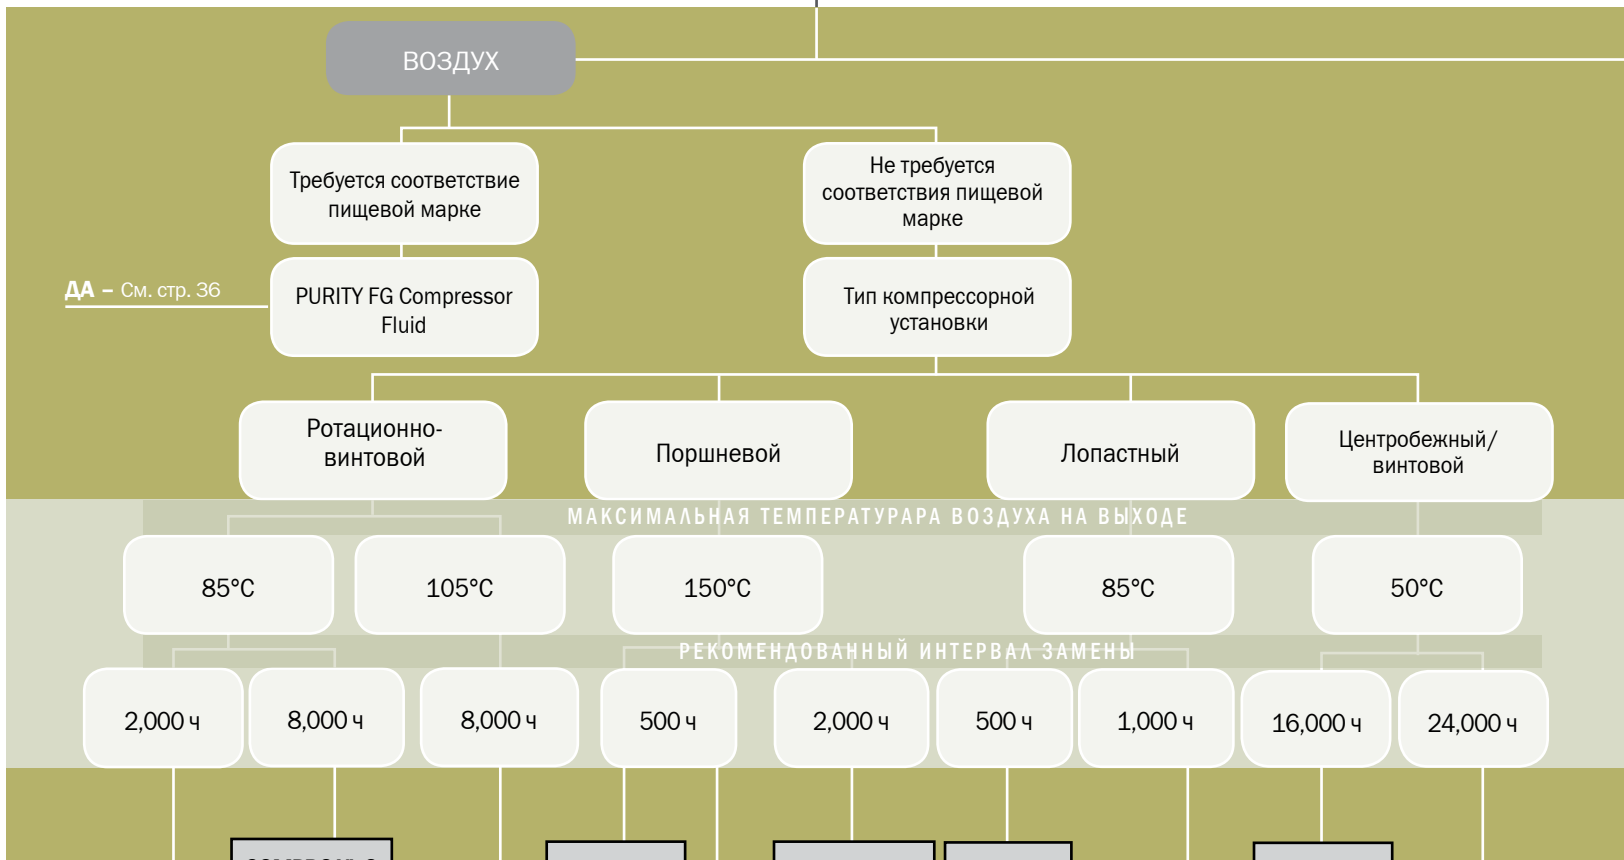 ВОЗДУХ
Требуется соответствие
пищевой марке
Не требуется
соответствия пищевой
марке
ДА – См. стр. 36
PURITY FG Compressor
Fluid
Тип компрессорной
установки
Ротационно-
винтовой
Поршневой
Лопастный
Центробежный/
винтовой
МАКСИМАЛЬНАЯ ТЕМПЕРАТУРАРА ВОЗДУХА НА ВЫХОДЕ
85°C
105°C
150°C
85°C
50°C
РЕКОМЕНДОВАННЫЙ ИНТЕРВАЛ ЗАМЕНЫ
2,000 ч
8,000 ч
8,000 ч
500 ч
2,000 ч
500 ч
1,000 ч
16,000 ч
24,000 ч